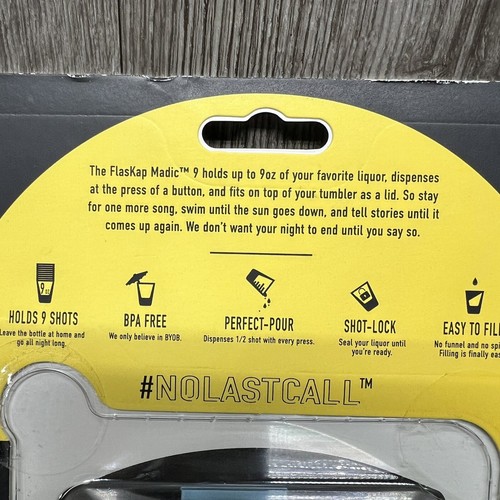 The FlasKap Madic™ 9 holds up to 9oz of your favorite liquor, dispenses
at the press of a button, and fits on top of your tumbler as a lid. So stay
for one more song, swim until the sun goes down, and tell stories until it
comes up again. We don't want your night to end until you say so.
9oz
HOLDS 9 SHOTS
Leave the bottle at home and
go all night long.
BPA FREE
We only believe in BYOB.
PERFECT-POUR
Dispenses 1/2 shot with every press.
SHOT-LOCK
Seal your liquor until
you're ready.
EASY TO FILL
No funnel and no
Filling is finally
#NOLASTCALL™